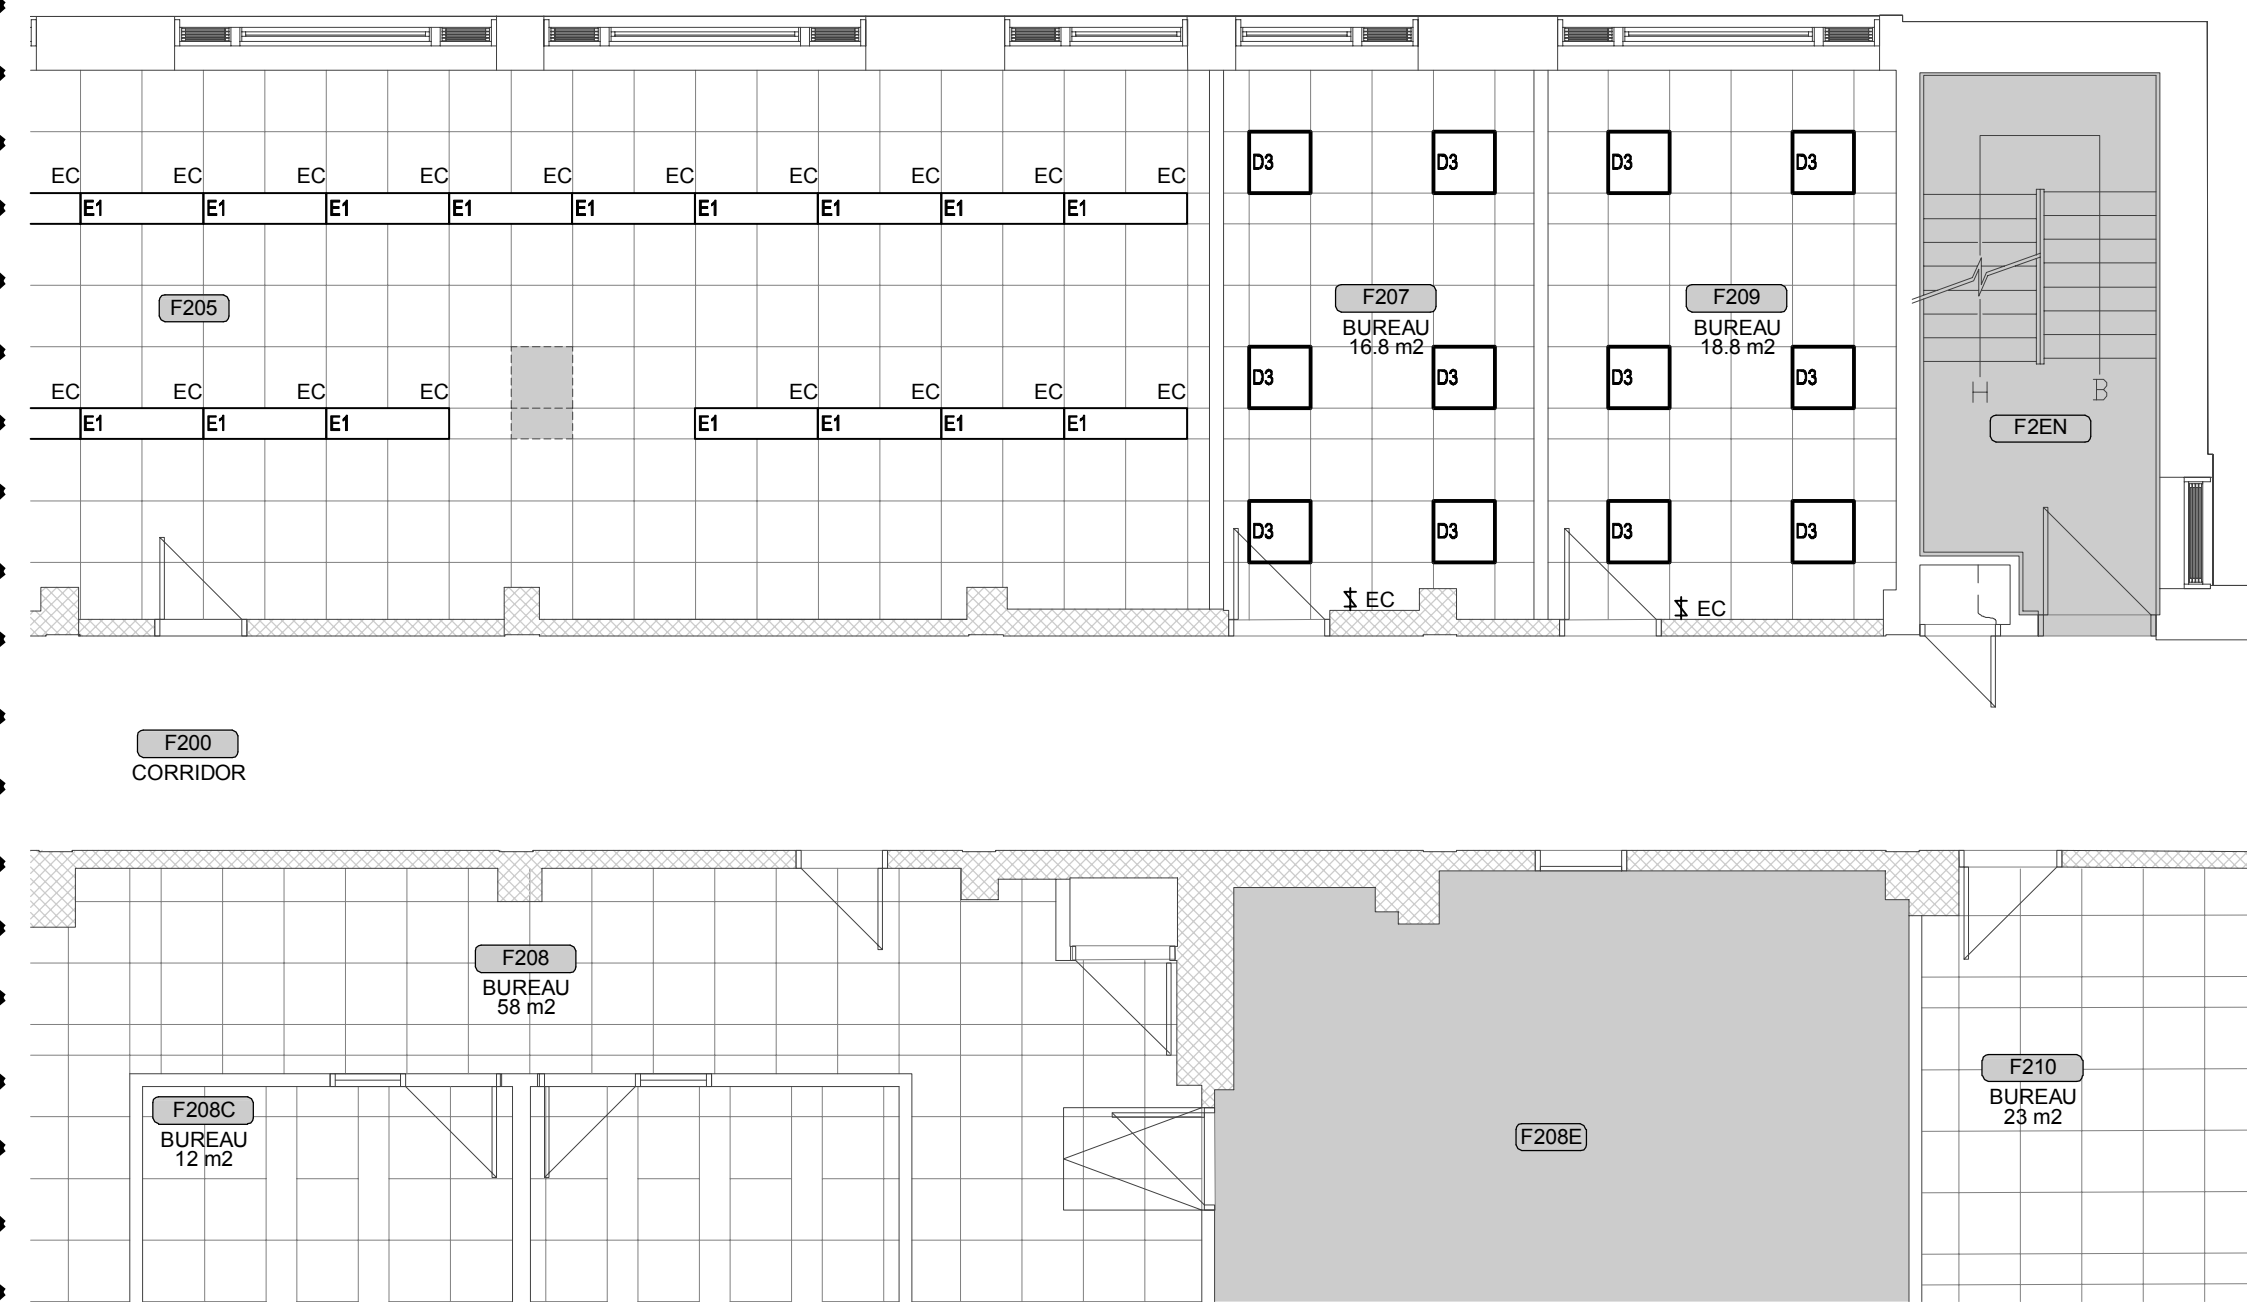 EC EC EC EC EC EC EC EC EC EC
E1 E1 E1 E1 E1 E1 E1 E1 E1
D3 D3 D3 D3
F205
F207
BUREAU
16.8 m2
F209
BUREAU
18.8 m2
EC EC EC EC EC EC EC EC
E1 E1 E1 E1 E1 E1 E1
D3 D3 D3 D3
H B
F2EN
D3 D3 D3 D3
EC EC
F200
CORRIDOR
F208
BUREAU
58 m2
F208C
BUREAU
12 m2
F208E
F210
BUREAU
23 m2